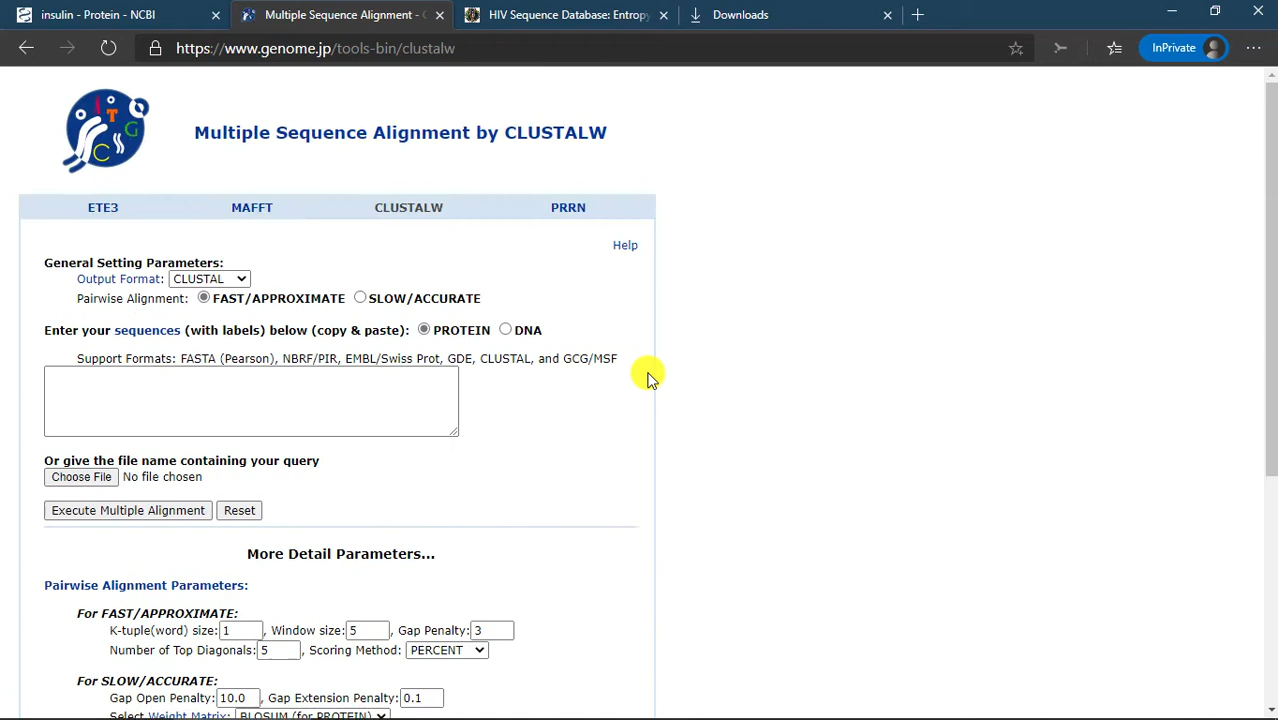 insulin - Protein - NCBI
Multiple Sequence Alignment - C
HIV Sequence Database: Entropy
Downloads
https://www.genome.jp/tools-bin/clustalw
InPrivate
I T G C
Multiple Sequence Alignment by CLUSTALW
ETE3 MAFFT CLUSTALW PRRN
Help
General Setting Parameters:
Output Format: CLUSTAL
Pairwise Alignment: FAST/APPROXIMATE SLOW/ACCURATE
Enter your sequences (with labels) below (copy & paste): PROTEIN DNA
Support Formats: FASTA (Pearson), NBRF/PIR, EMBL/Swiss Prot, GDE, CLUSTAL, and GCG/MSF
Or give the file name containing your query
Choose File No file chosen
Execute Multiple Alignment Reset
More Detail Parameters...
Pairwise Alignment Parameters:
For FAST/APPROXIMATE:
K-tuple(word) size: 1 , Window size: 5 , Gap Penalty: 3
Number of Top Diagonals: 5 , Scoring Method: PERCENT
For SLOW/ACCURATE:
Gap Open Penalty: 10.0 , Gap Extension Penalty: 0.1
Select Weight Matrix: BLOSUM (for PROTEIN)